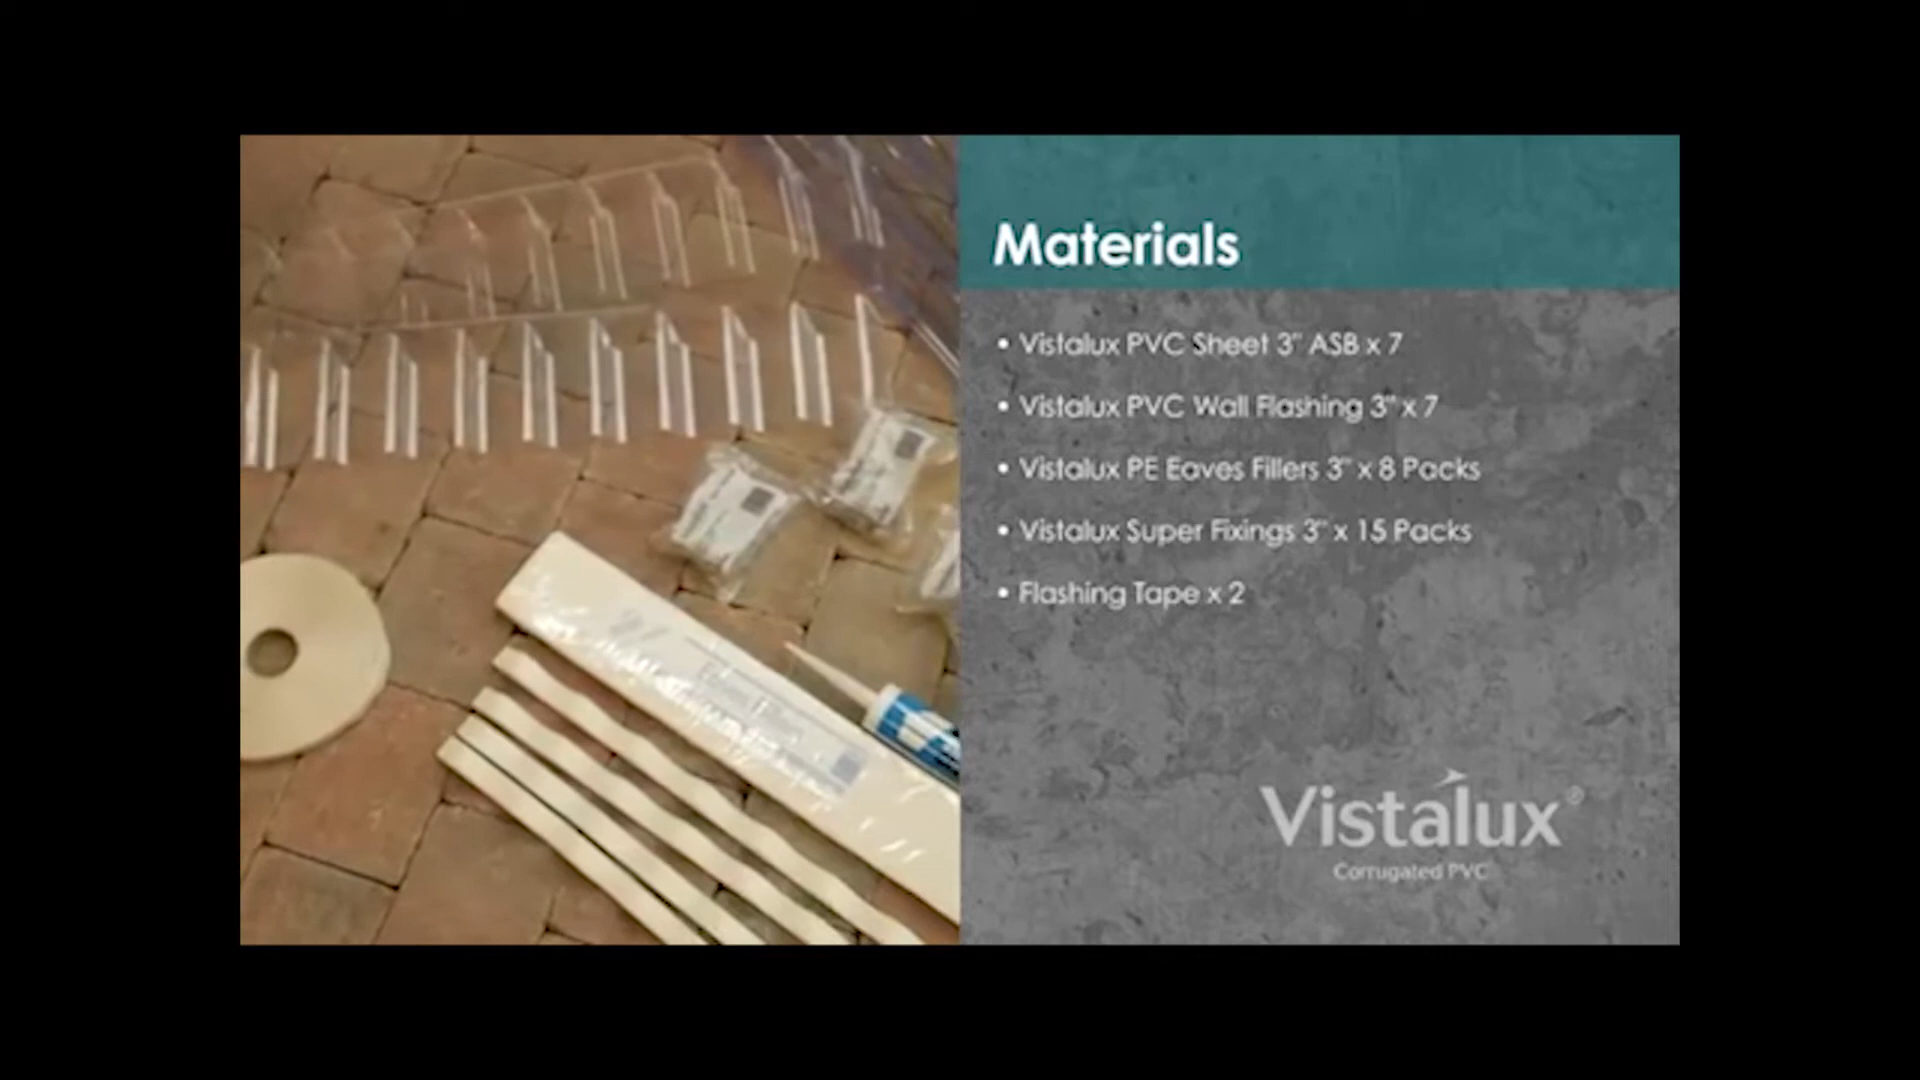 Materials
• Vistalux PVC Sheet 3" ASB x 7
• Vistalux PVC Wall Flashing 3" x 7
• Vistalux PE Eaves Fillers 3" x 8 Packs
• Vistalux Super Fixings 3" x 15 Packs
• Flashing Tape x 2
Vistalux®
Corrugated PVC